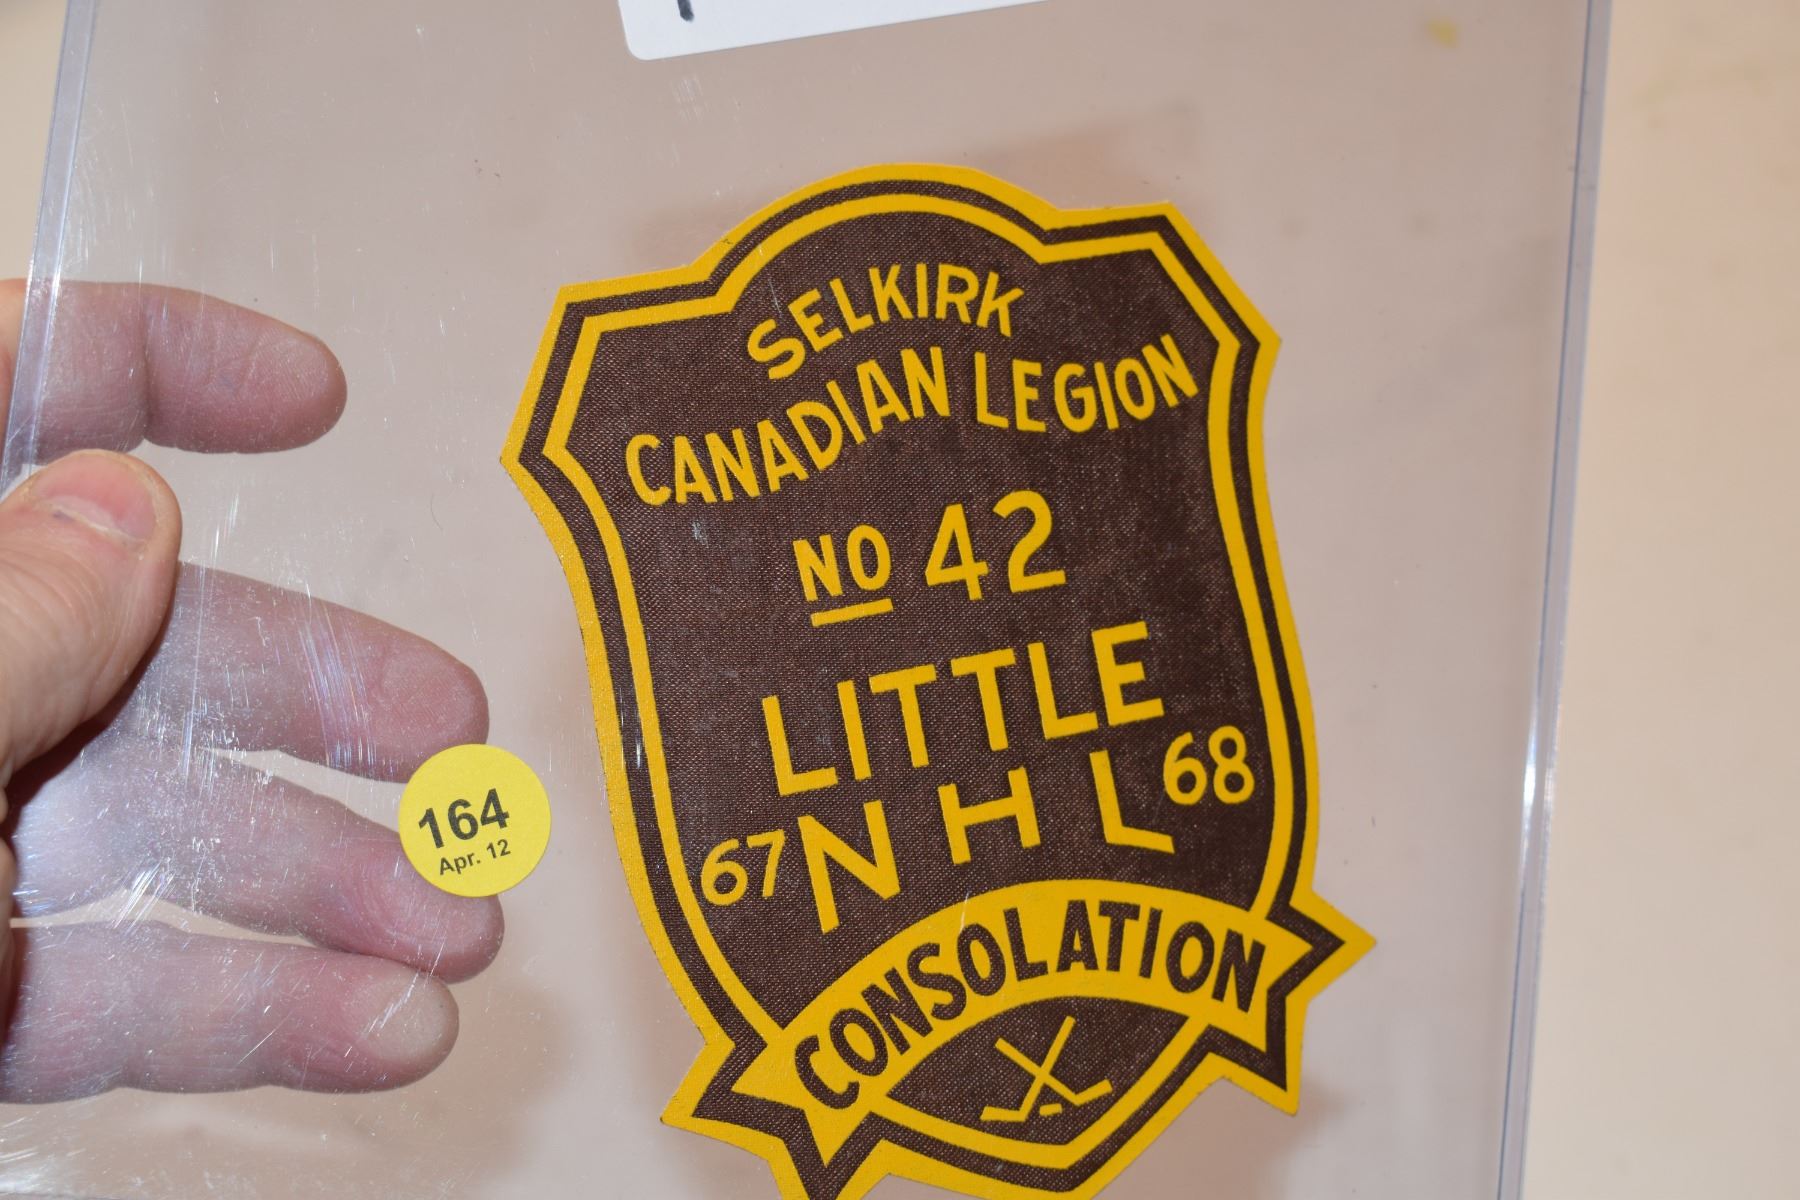 SELKIRK
CANADIAN LEGION
NO 42
LITTLE
67 NHL 68
CONSOLATION
164
Apr. 12